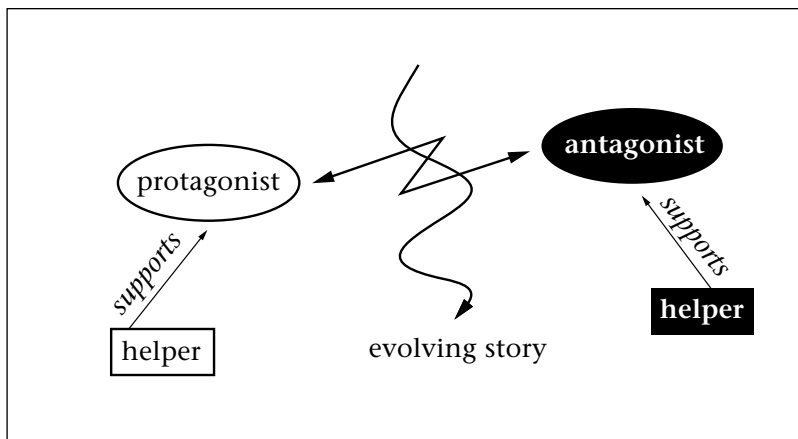 protagonist
antagonist
supports
supports
helper
helper
evolving story